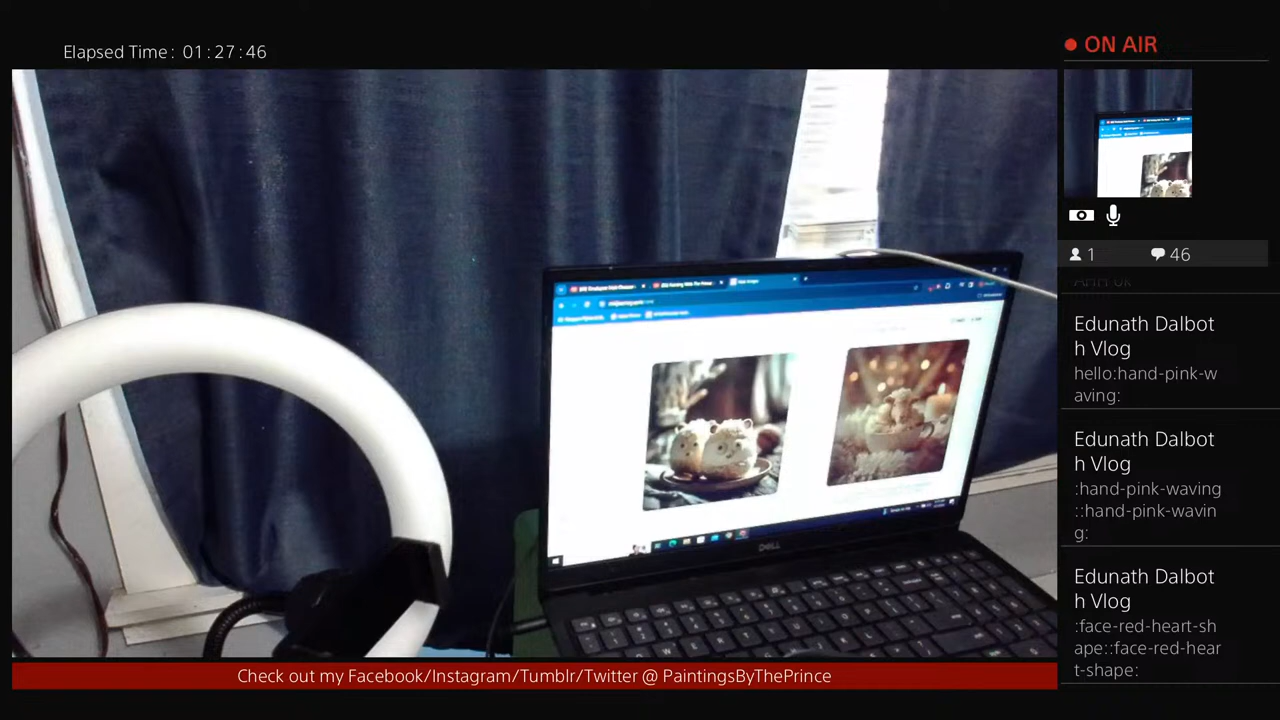 Elapsed Time: 01:27:46
ON AIR
1
46
Edunath Dalbot
h Vlog
hello:hand-pink-w
aving:
Edunath Dalbot
h Vlog
:hand-pink-waving
::hand-pink-wavin
g:
Edunath Dalbot
h Vlog
:face-red-heart-sh
ape::face-red-hear
t-shape:
DELL
Check out my Facebook/Instagram/Tumblr/Twitter @ PaintingsByThePrince